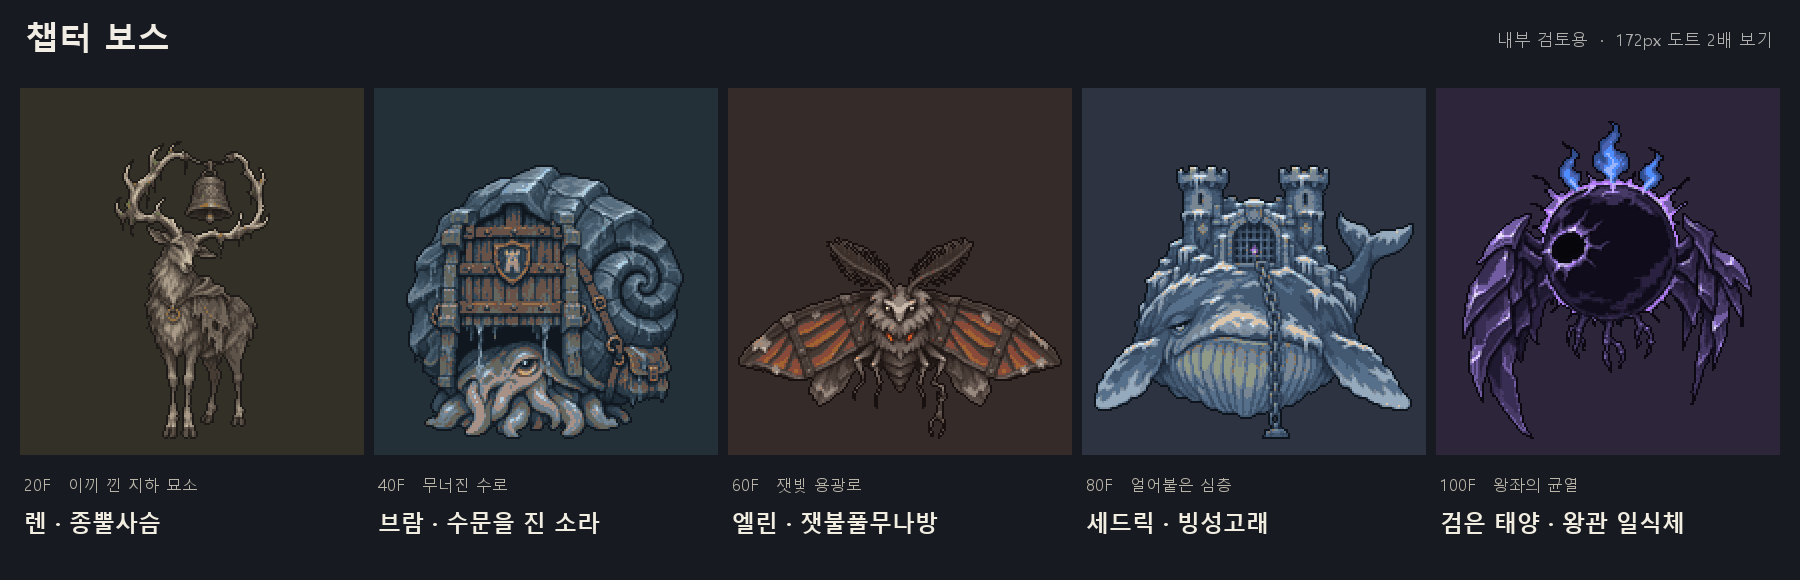 챕터 보스
내부 검토용 · 172px 도트 2배 보기
20F 이끼 낀 지하 묘소
렌 · 종뿔사슴
40F 무너진 수로
브람 · 수문을 진 소라
60F 잿빛 용광로
엘린 · 잿불풀무나방
80F 얼어붙은 심층
세드릭 · 빙성고래
100F 왕좌의 균열
검은 태양 · 왕관 일식체